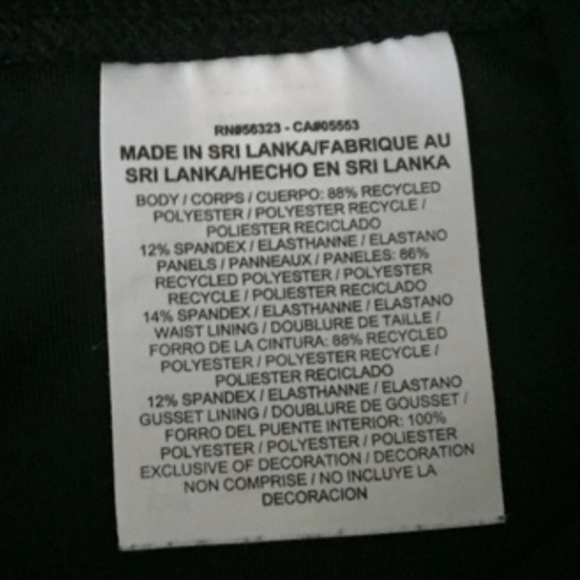 RN#56323 - CA#05553
MADE IN SRI LANKA/FABRIQUE AU
SRI LANKA/HECHO EN SRI LANKA
BODY / CORPS / CUERPO: 88% RECYCLED
POLYESTER / POLYESTER RECYCLE /
POLIESTER RECICLADO
12% SPANDEX / ELASTHANNE / ELASTANO
PANELS / PANNEAUX / PANELES: 86%
RECYCLED POLYESTER / POLYESTER
RECYCLE / POLIESTER RECICLADO
14% SPANDEX / ELASTHANNE / ELASTANO
WAIST LINING / DOUBLURE DE TAILLE /
FORRO DE LA CINTURA: 88% RECYCLED
POLYESTER / POLYESTER RECYCLE /
POLIESTER RECICLADO
12% SPANDEX / ELASTHANNE / ELASTANO
GUSSET LINING / DOUBLURE DE GOUSSET /
FORRO DEL PUENTE INTERIOR: 100%
POLYESTER / POLYESTER / POLIESTER
EXCLUSIVE OF DECORATION / DECORATION
NON COMPRISE / NO INCLUYE LA
DECORACION